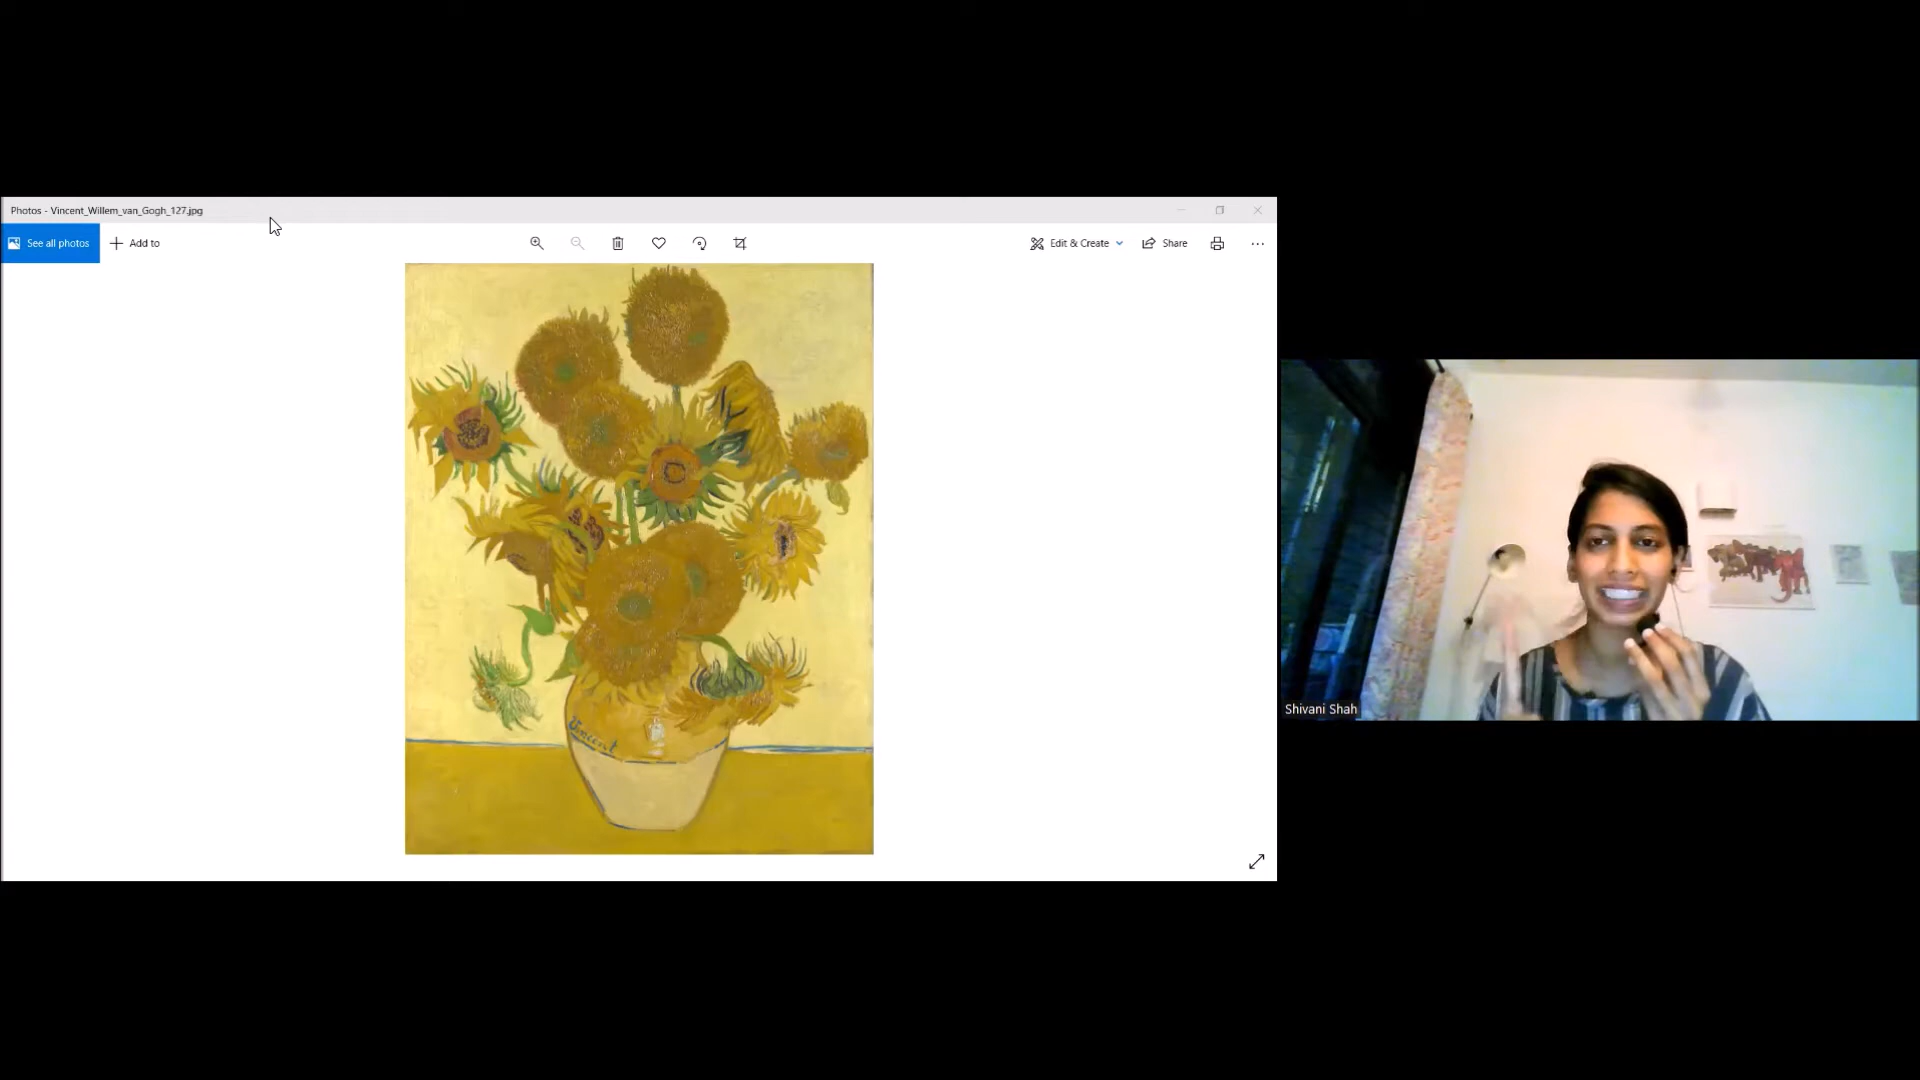 Photos - Vincent_Willem_van_Gogh_127.jpg
See all photos
Add to
Edit & Create
Share
Vincent
Shivani Shah